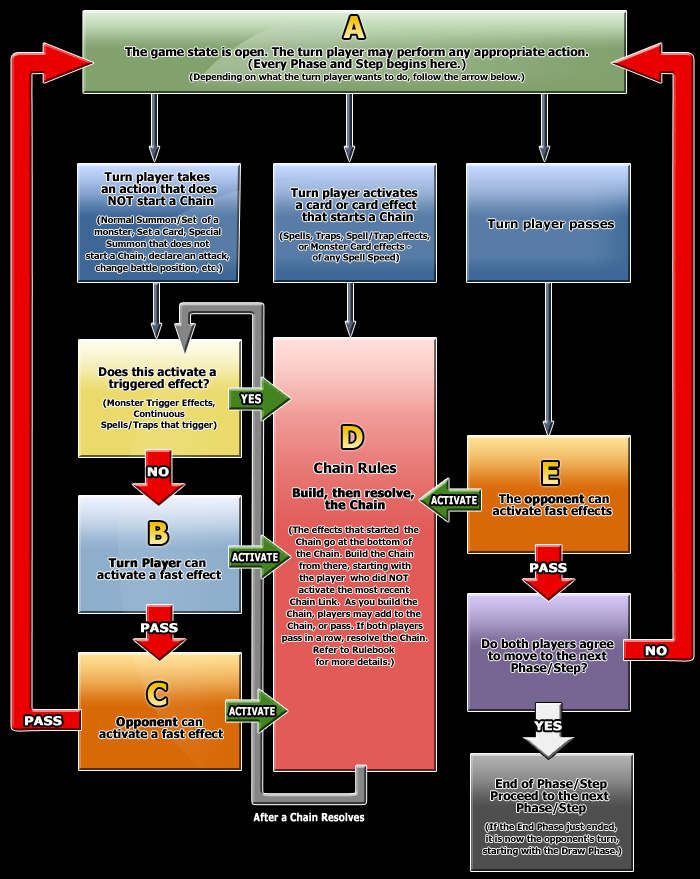 A
The game state is open. The turn player may perform any appropriate action.
(Every Phase and Step begins here.)
(Depending on what the turn player wants to do, follow the arrow below.)
Turn player takes
an action that does
NOT start a Chain
(Normal Summon/Set of a
monster, Set a Card, Special
Summon that does not
start a Chain, declare an attack,
change battle position, etc.)
Turn player activates
a card or card effect
that starts a Chain
(Spells, Traps, Spell/Trap effects,
or Monster Card effects -
of any Spell Speed)
Turn player passes
Does this activate a
triggered effect?
(Monster Trigger Effects,
Continuous
Spells/Traps that trigger)
YES
NO
B
Turn Player can
activate a fast effect
ACTIVATE
PASS
C
Opponent can
activate a fast effect
ACTIVATE
PASS
D
Chain Rules
Build, then resolve,
the Chain
(The effects that started the
Chain go at the bottom of
the Chain. Build the Chain
from there, starting with
the player who did NOT
activate the most recent
Chain Link. As you build the
Chain, players may add to the
Chain, or pass. If both players
pass in a row, resolve the Chain.
Refer to Rulebook
for more details.)
After a Chain Resolves
E
The opponent can
activate fast effects
ACTIVATE
PASS
Do both players agree
to move to the next
Phase/Step?
NO
YES
End of Phase/Step
Proceed to the next
Phase/Step
(If the End Phase just ended,
it is now the opponent's turn,
starting with the Draw Phase.)